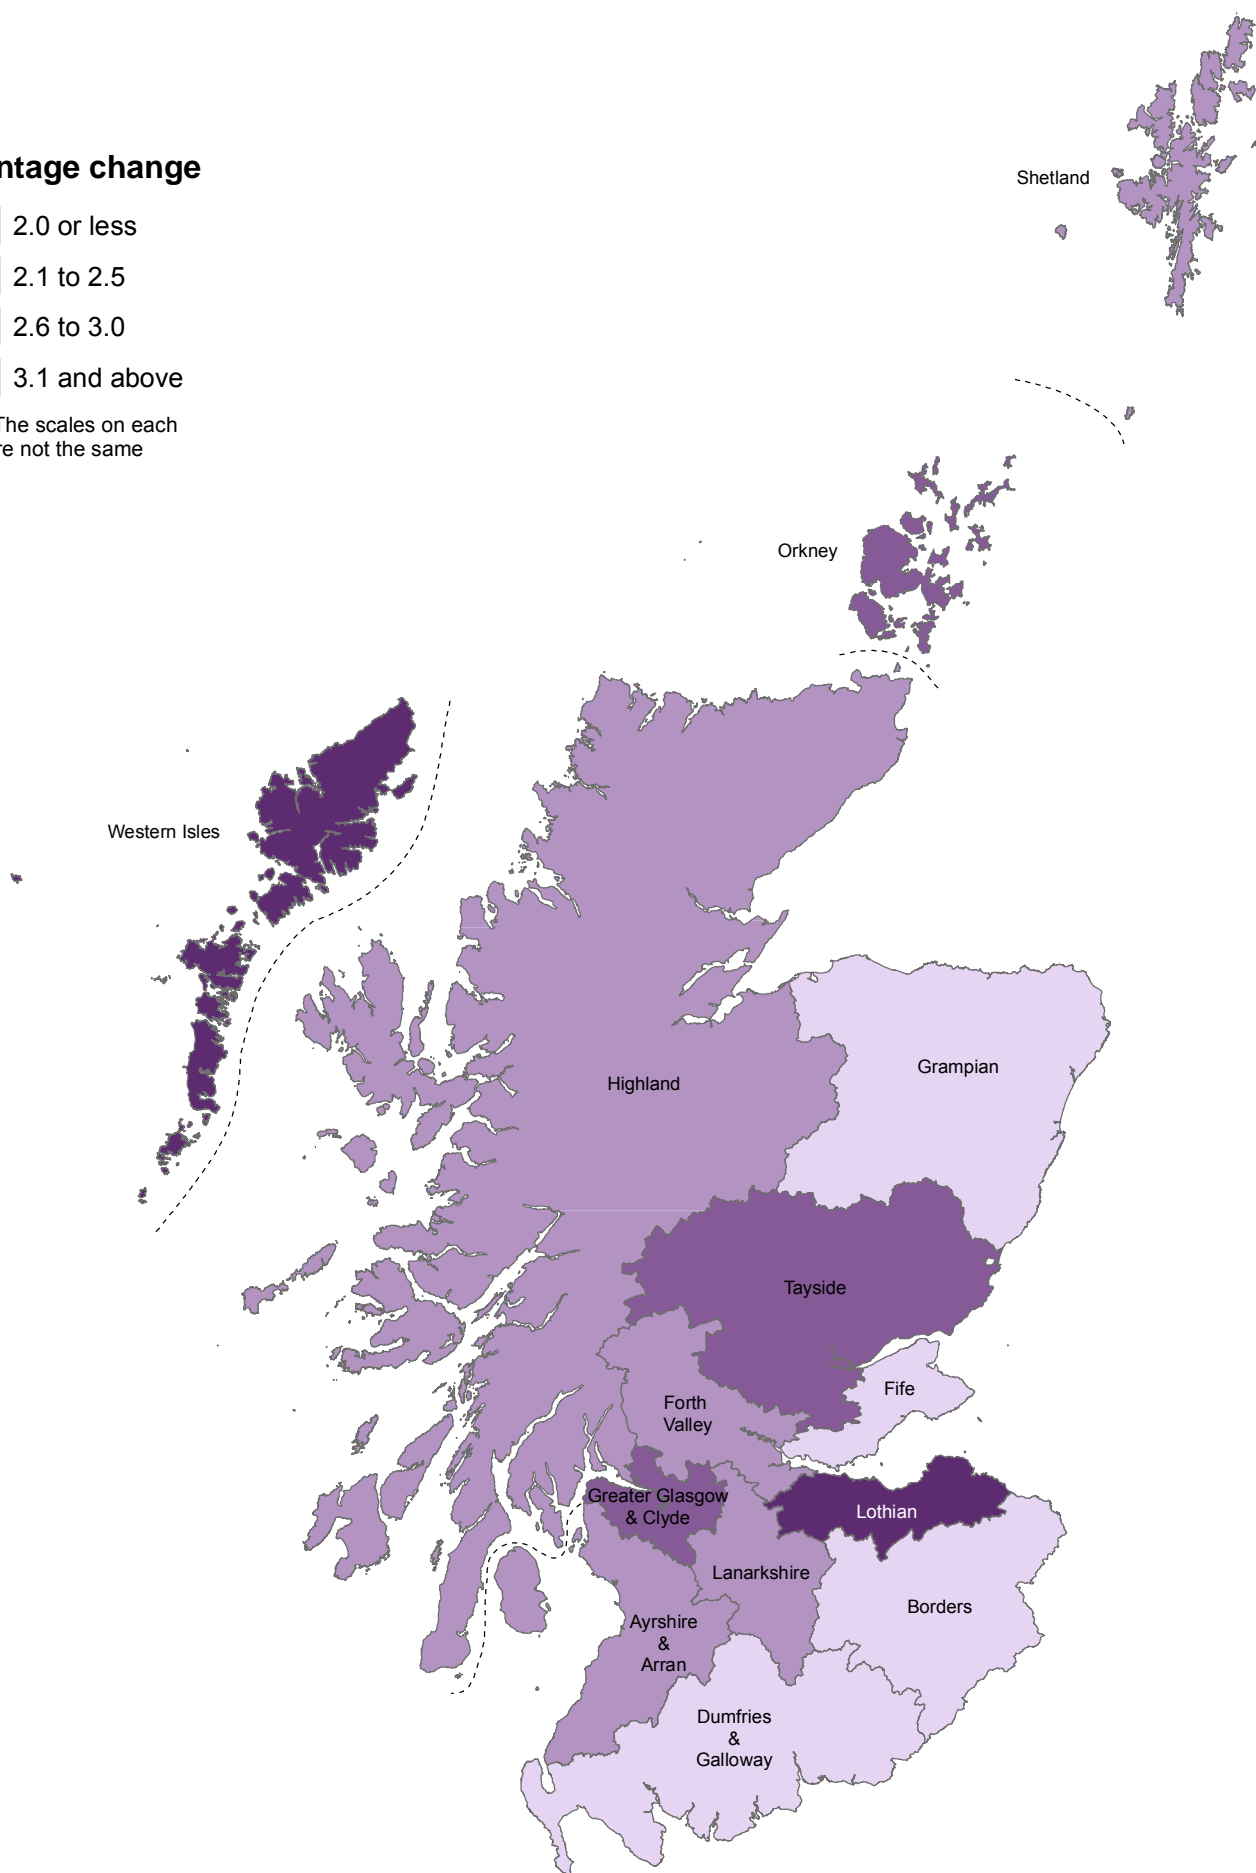 ntage change
2.0 or less
2.1 to 2.5
2.6 to 3.0
3.1 and above
The scales on each
re not the same
Shetland
Orkney
Western Isles
Highland
Grampian
Tayside
Fife
Forth
Valley
Greater Glasgow
& Clyde
Lothian
Lanarkshire
Borders
Ayrshire
&
Arran
Dumfries
&
Galloway